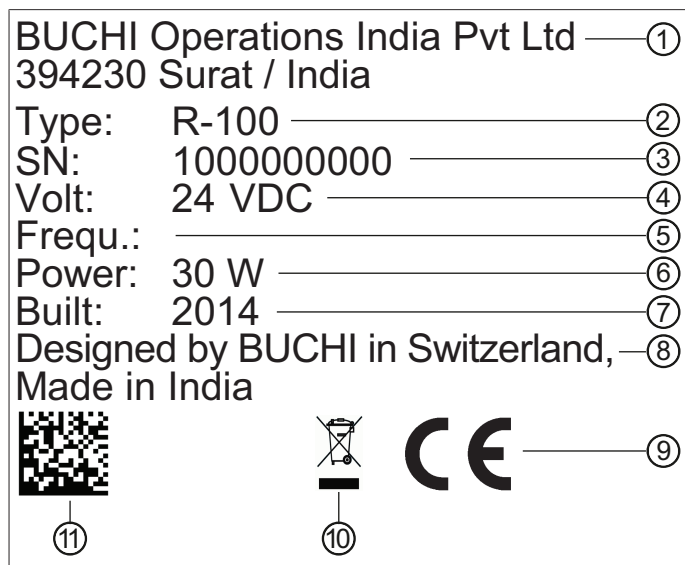 BUCHI Operations India Pvt Ltd ①
394230 Surat / India
Type: R-100 ②
SN: 1000000000 ③
Volt: 24 VDC ④
Frequ.: ⑤
Power: 30 W ⑥
Built: 2014 ⑦
Designed by BUCHI in Switzerland, ⑧
Made in India
CE ⑨
⑪ ⑩